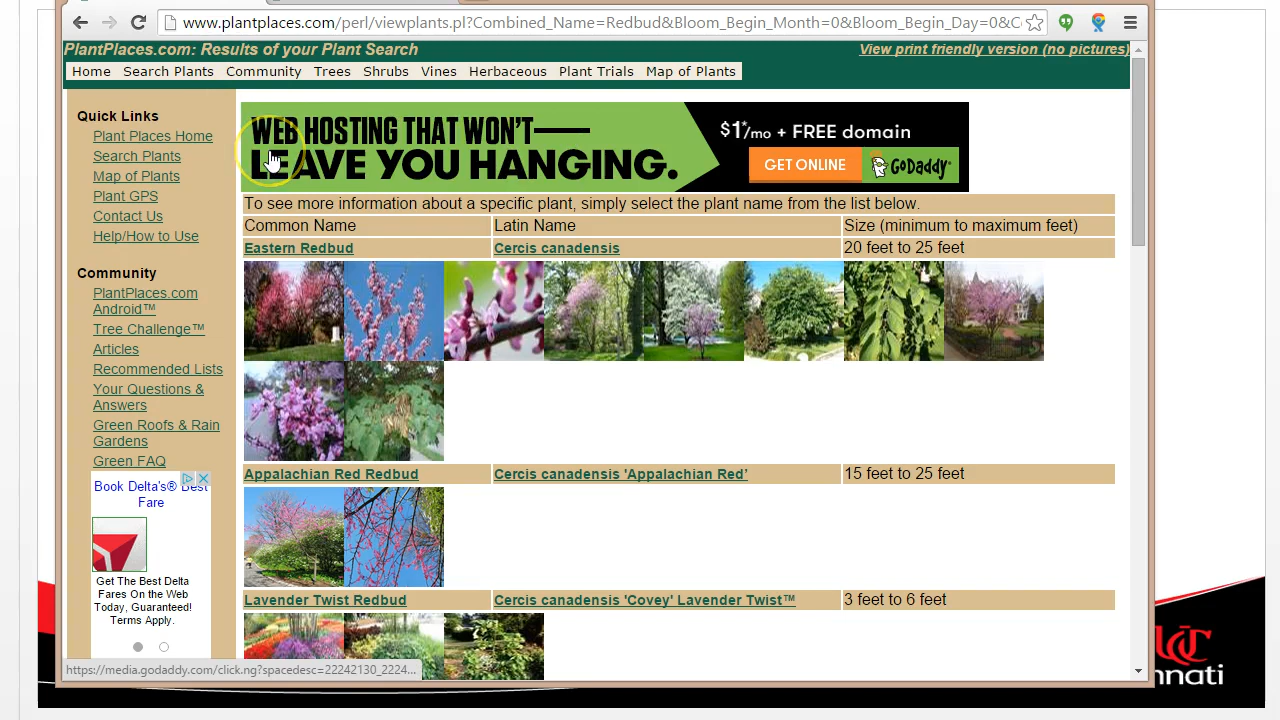 www.plantplaces.com/perl/viewplants.pl?Combined_Name=Redbud&Bloom_Begin_Month=0&Bloom_Begin_Day=0&C
PlantPlaces.com: Results of your Plant Search
View print friendly version (no pictures)
Home Search Plants Community Trees Shrubs Vines Herbaceous Plant Trials Map of Plants
Quick Links
Plant Places Home
Search Plants
Map of Plants
Plant GPS
Contact Us
Help/How to Use
Community
PlantPlaces.com
Android™
Tree Challenge™
Articles
Recommended Lists
Your Questions &
Answers
Green Roofs & Rain
Gardens
Green FAQ
Book Delta's® Best
Fare
Get The Best Delta
Fares On the Web
Today, Guaranteed!
Terms Apply.
WEB HOSTING THAT WON'T
LEAVE YOU HANGING.
$1*/mo + FREE domain
GET ONLINE
GoDaddy
To see more information about a specific plant, simply select the plant name from the list below.
Common Name Latin Name Size (minimum to maximum feet)
Eastern Redbud Cercis canadensis 20 feet to 25 feet
Appalachian Red Redbud Cercis canadensis 'Appalachian Red' 15 feet to 25 feet
Lavender Twist Redbud Cercis canadensis 'Covey' Lavender Twist™ 3 feet to 6 feet
https://media.godaddy.com/click.ng?spacedesc=22242130_2224...
nnati